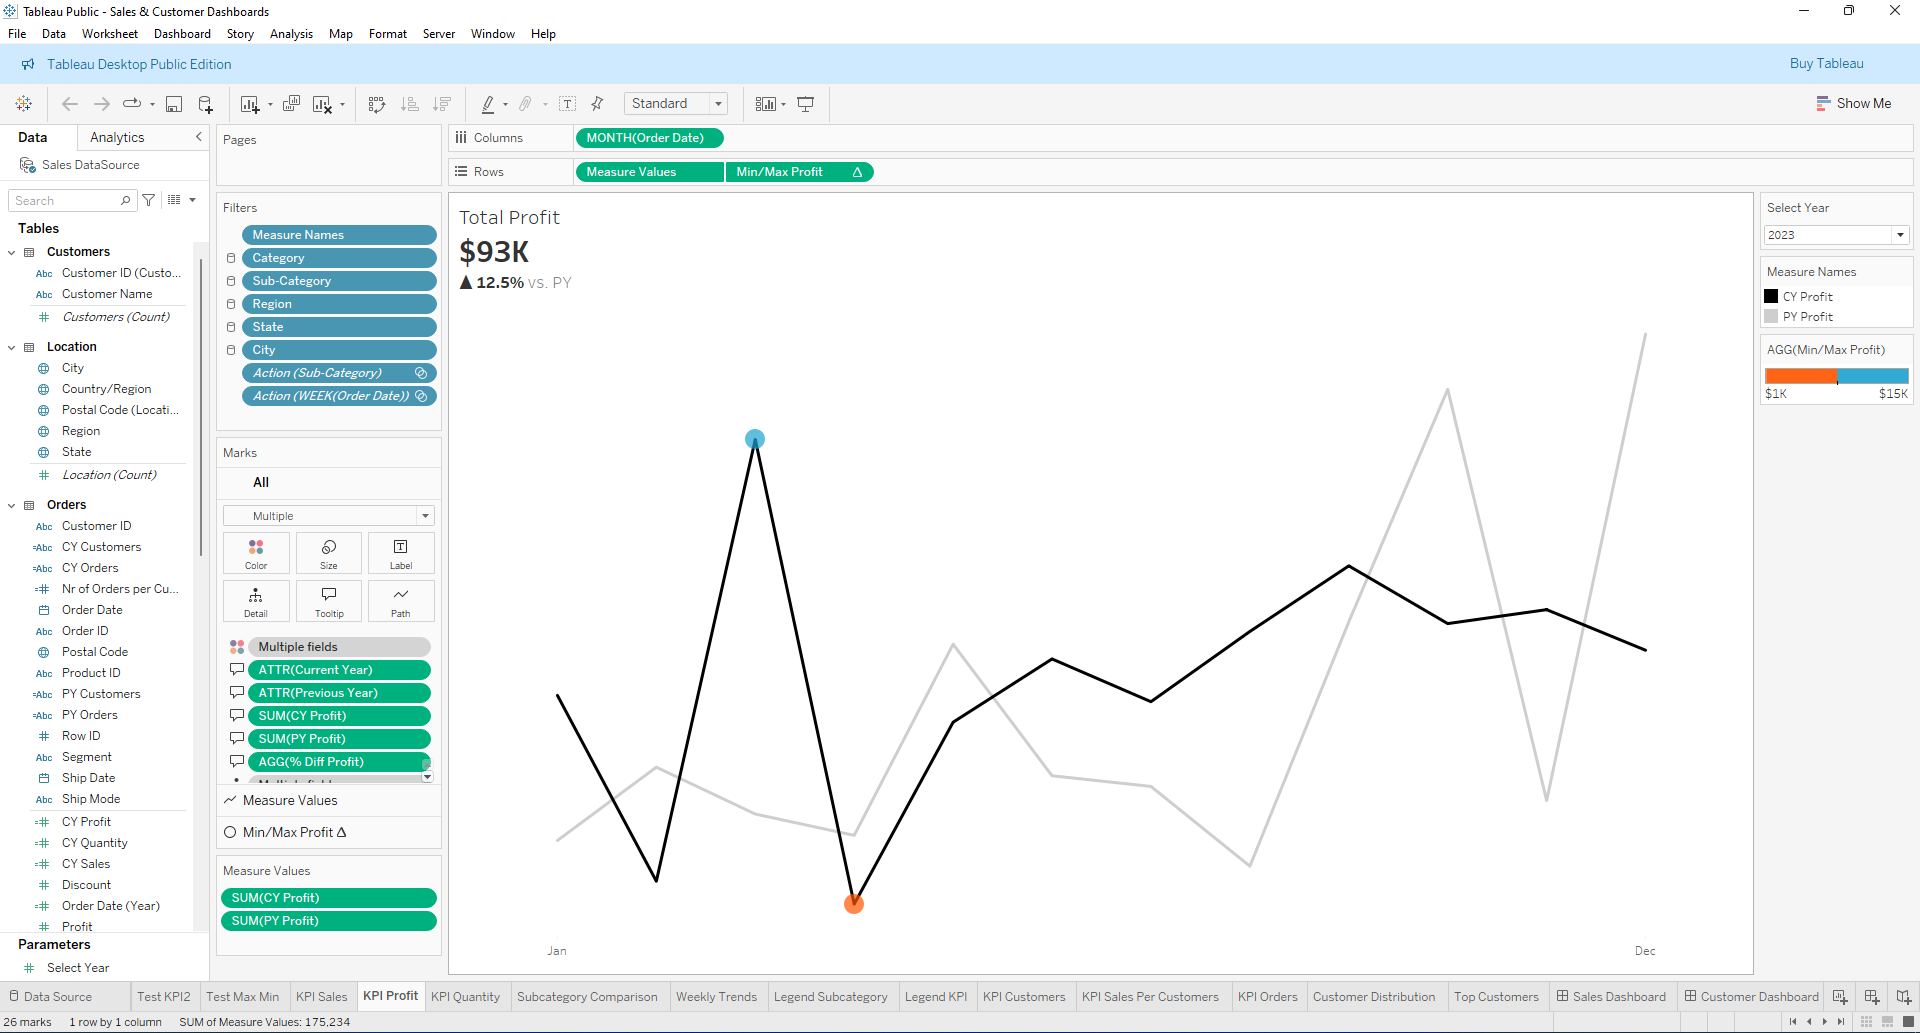 Tableau Public - Sales & Customer Dashboards
File Data Worksheet Dashboard Story Analysis Map Format Server Window Help
Tableau Desktop Public Edition
Buy Tableau
Standard
Show Me
Data
Analytics
Sales DataSource
Search
Tables
Customers
Abc Customer ID (Custo...
Abc Customer Name
Customers (Count)
Location
City
Country/Region
Postal Code (Locati...
Region
State
Location (Count)
Orders
Abc Customer ID
=Abc CY Customers
=Abc CY Orders
Nr of Orders per Cu...
Order Date
Abc Order ID
Postal Code
Abc Product ID
=Abc PY Customers
=Abc PY Orders
Row ID
Abc Segment
Ship Date
Abc Ship Mode
CY Profit
CY Quantity
CY Sales
Discount
Order Date (Year)
Profit
Parameters
Select Year
Pages
Filters
Measure Names
Category
Sub-Category
Region
State
City
Action (Sub-Category)
Action (WEEK(Order Date))
Marks
All
Multiple
Color Size Label
Detail Tooltip Path
Multiple fields
ATTR(Current Year)
ATTR(Previous Year)
SUM(CY Profit)
SUM(PY Profit)
AGG(% Diff Profit)
Measure Values
Min/Max Profit Δ
Measure Values
SUM(CY Profit)
SUM(PY Profit)
Columns
MONTH(Order Date)
Rows
Measure Values
Min/Max Profit Δ
Total Profit
$93K
▲ 12.5% vs. PY
Jan
Dec
Select Year
2023
Measure Names
CY Profit
PY Profit
AGG(Min/Max Profit)
$1K $15K
Data Source Test KPI2 Test Max Min KPI Sales KPI Profit KPI Quantity Subcategory Comparison Weekly Trends Legend Subcategory Legend KPI KPI Customers KPI Sales Per Customers KPI Orders Customer Distribution Top Customers Sales Dashboard Customer Dashboard
26 marks 1 row by 1 column SUM of Measure Values: 175,234